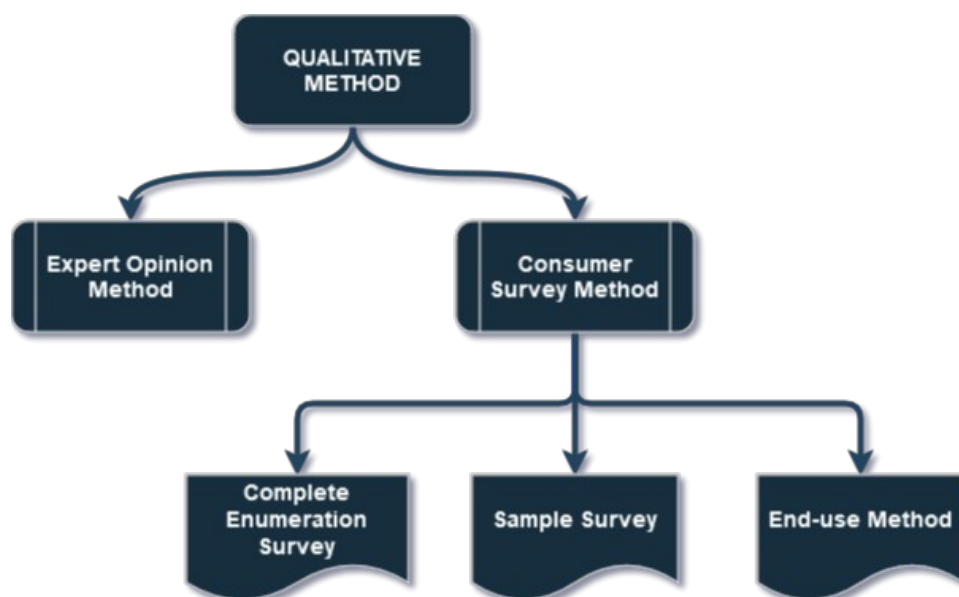 QUALITATIVE
METHOD
Expert Opinion
Method
Consumer
Survey Method
Complete
Enumeration
Survey
Sample Survey
End-use Method